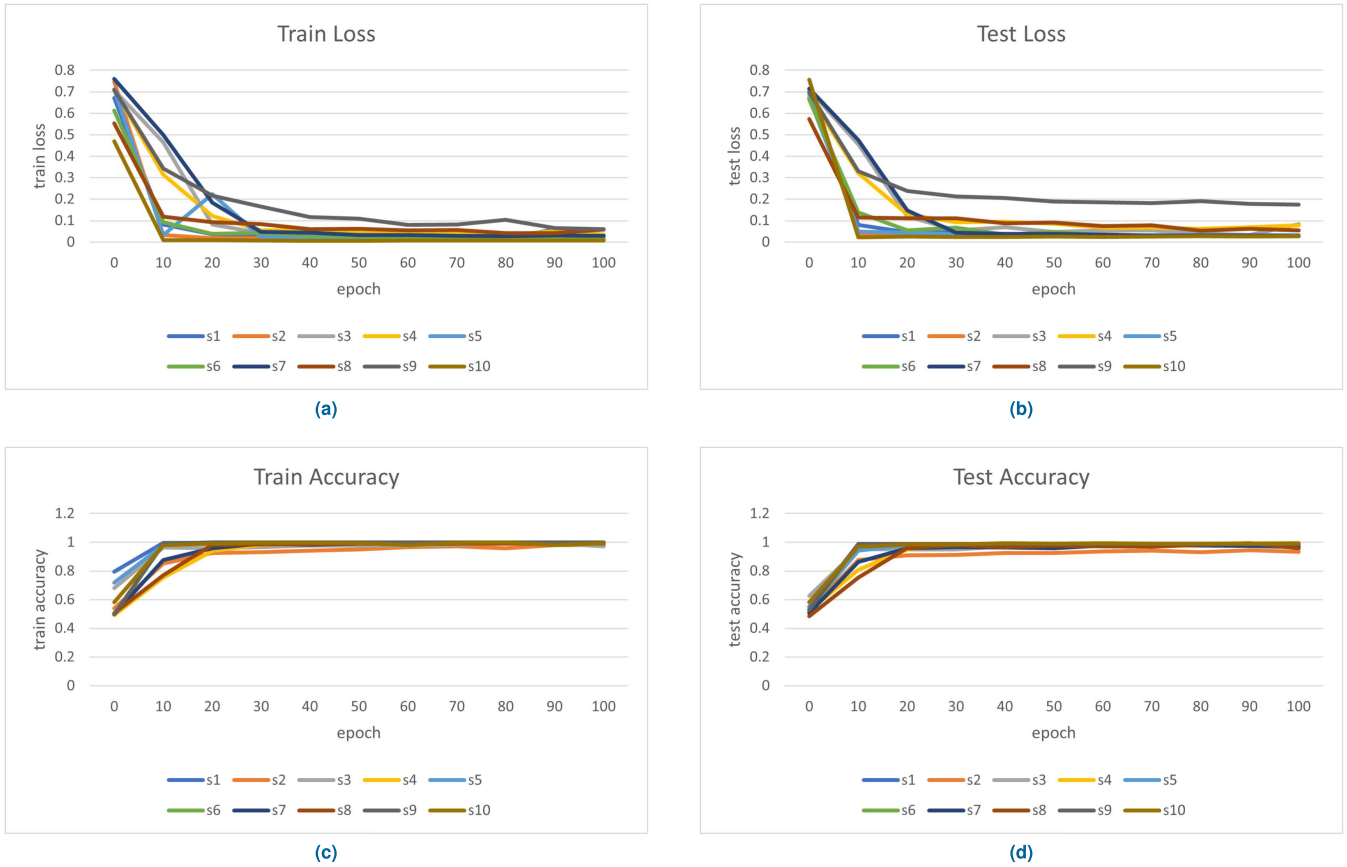 Train Loss
0.8
0.7
0.6
0.5
0.4
0.3
0.2
0.1
0
train loss
0 10 20 30 40 50 60 70 80 90 100
epoch
s1 s2 s3 s4 s5
s6 s7 s8 s9 s10
(a)
Test Loss
0.8
0.7
0.6
0.5
0.4
0.3
0.2
0.1
0
test loss
0 10 20 30 40 50 60 70 80 90 100
epoch
s1 s2 s3 s4 s5
s6 s7 s8 s9 s10
(b)
Train Accuracy
1.2
1
0.8
0.6
0.4
0.2
0
train accuracy
0 10 20 30 40 50 60 70 80 90 100
epoch
s1 s2 s3 s4 s5
s6 s7 s8 s9 s10
(c)
Test Accuracy
1.2
1
0.8
0.6
0.4
0.2
0
test accuracy
0 10 20 30 40 50 60 70 80 90 100
epoch
s1 s2 s3 s4 s5
s6 s7 s8 s9 s10
(d)